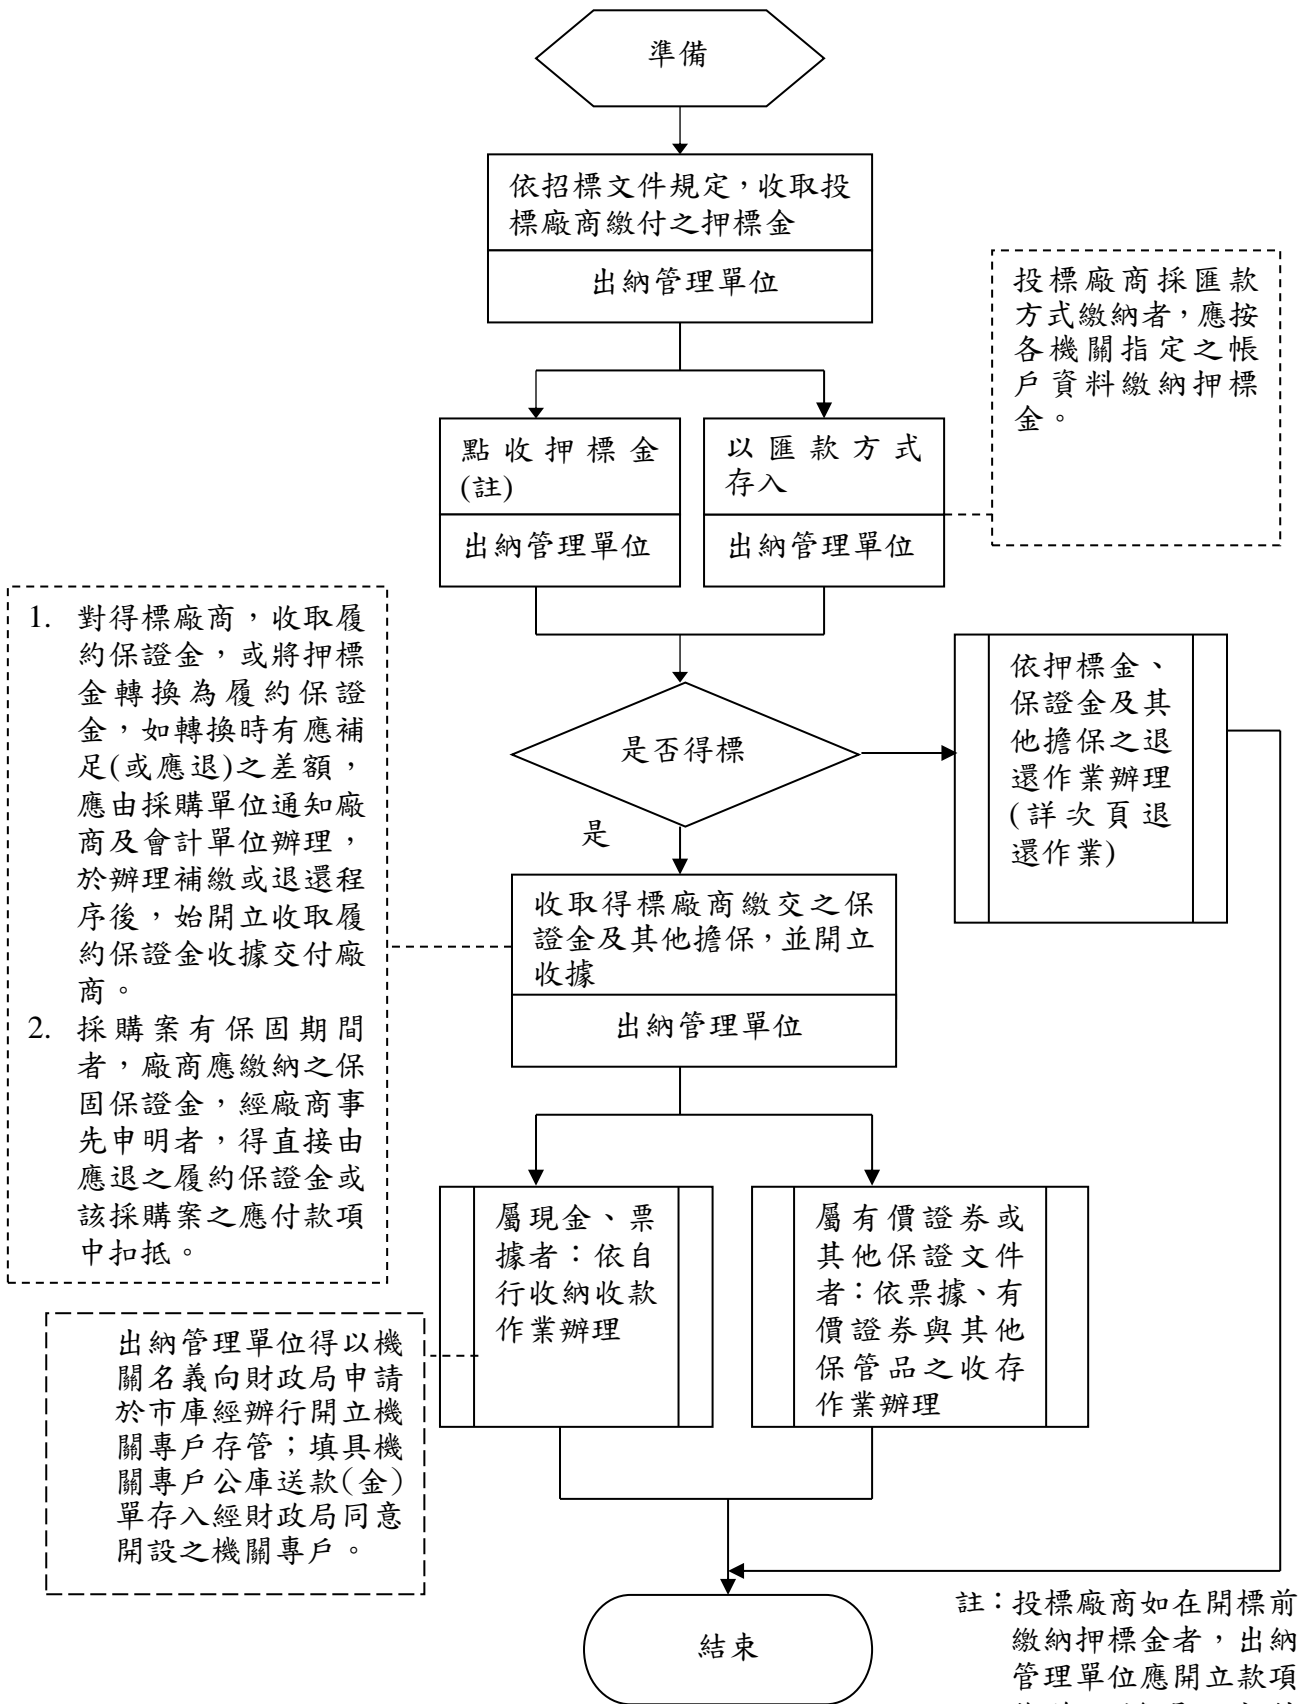 準備
依招標文件規定，收取投
標廠商繳付之押標金
出納管理單位
投標廠商採匯款
方式繳納者，應按
各機關指定之帳
戶資料繳納押標
金。
點收押標金
(註)
出納管理單位
以匯款方式
存入
出納管理單位
1. 對得標廠商，收取履
約保證金，或將押標
金轉換為履約保證
金，如轉換時有應補
足(或應退)之差額，
應由採購單位通知廠
商及會計單位辦理，
於辦理補繳或退還程
序後，始開立收取履
約保證金收據交付廠
商。
2. 採購案有保固期間
者，廠商應繳納之保
固保證金，經廠商事
先申明者，得直接由
應退之履約保證金或
該採購案之應付款項
中扣抵。
是否得標
依押標金、
保證金及其
他擔保之退
還作業辦理
(詳次頁退
還作業)
是
收取得標廠商繳交之保
證金及其他擔保，並開立
收據
出納管理單位
屬現金、票
據者：依自
行收納收款
作業辦理
屬有價證券或
其他保證文件
者：依票據、有
價證券與其他
保管品之收存
作業辦理
出納管理單位得以機
關名義向財政局申請
於市庫經辦行開立機
關專戶存管；填具機
關專戶公庫送款(金)
單存入經財政局同意
開設之機關專戶。
結束
註：投標廠商如在開標前
繳納押標金者，出納
管理單位應開立款項